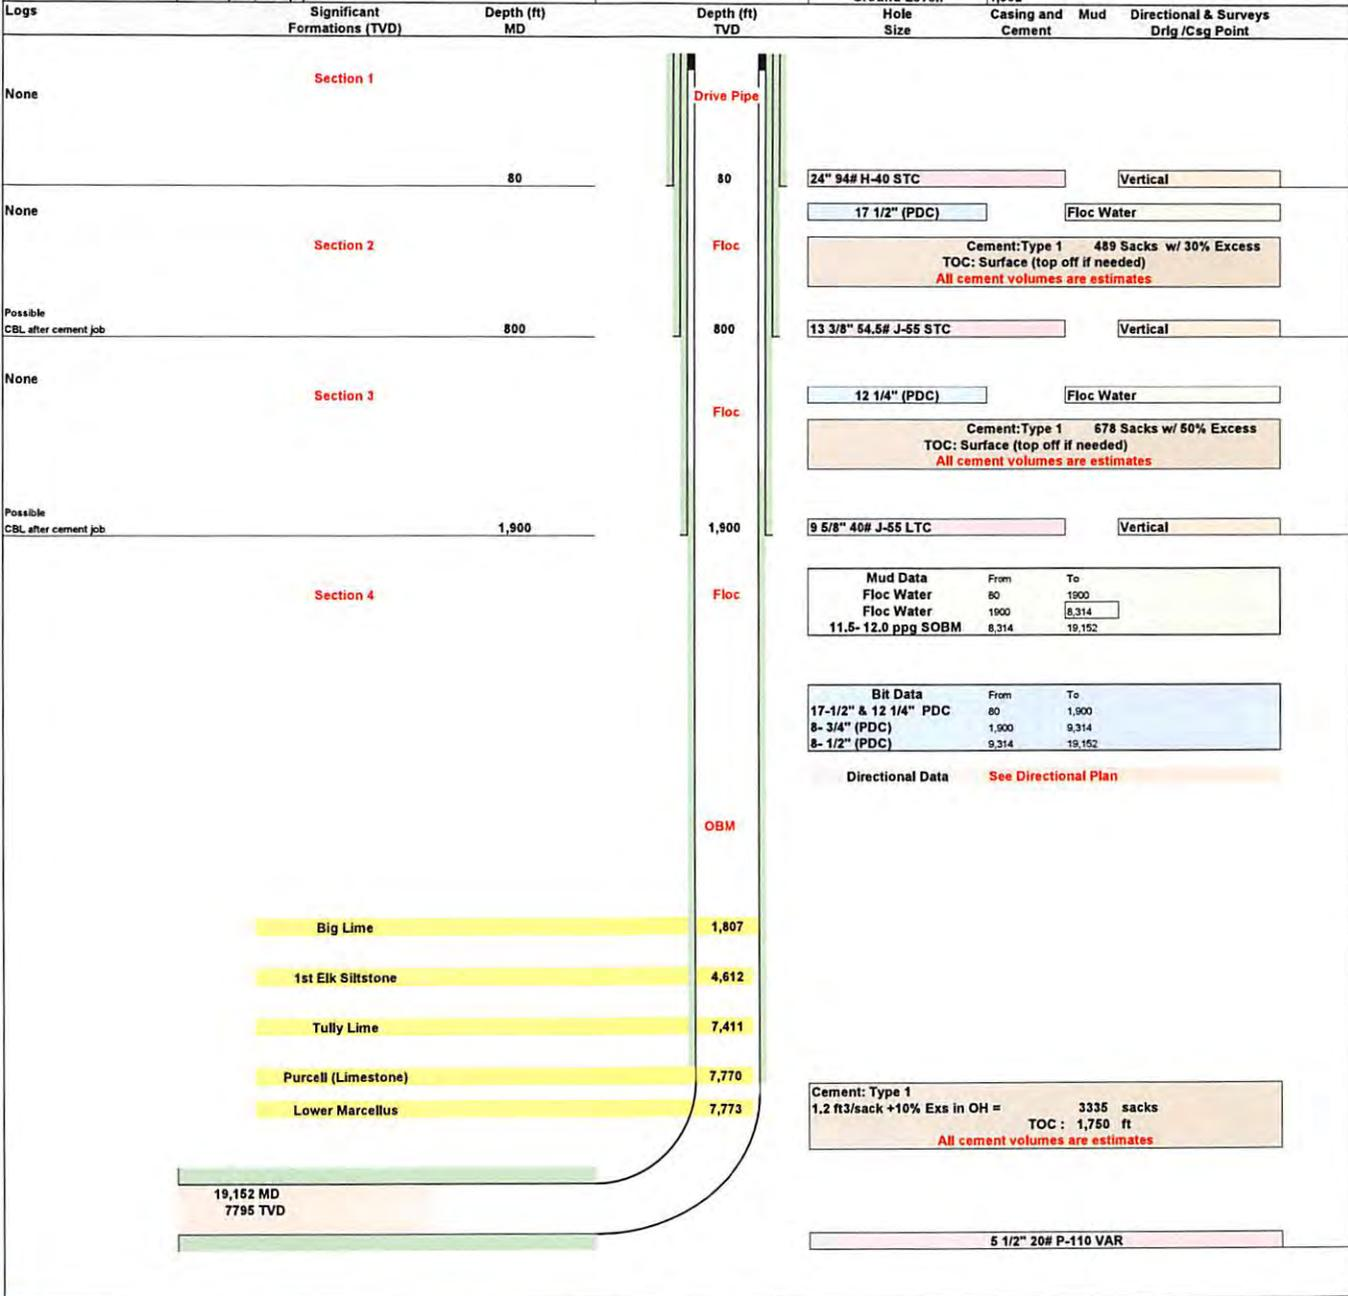 Logs Significant Depth (ft) Depth (ft) Hole Casing and Mud Directional & Surveys
Formations (TVD) MD TVD Size Cement Drlg /Csg Point
Section 1
None
Drive Pipe
80 80 24" 94# H-40 STC Vertical
None 17 1/2" (PDC) Floc Water
Section 2 Floc
Cement:Type 1 489 Sacks w/ 30% Excess
TOC: Surface (top off if needed)
All cement volumes are estimates
Possible
CBL after cement job 800 800 13 3/8" 54.5# J-55 STC Vertical
None
Section 3 12 1/4" (PDC) Floc Water
Floc
Cement:Type 1 678 Sacks w/ 50% Excess
TOC: Surface (top off if needed)
All cement volumes are estimates
Possible
CBL after cement job 1,900 1,900 9 5/8" 40# J-55 LTC Vertical
Section 4 Floc
Mud Data From To
Floc Water 80 1900
Floc Water 1900 8,314
11.5- 12.0 ppg SOBM 8,314 19,152
Bit Data From To
17-1/2" & 12 1/4" PDC 80 1,900
8- 3/4" (PDC) 1,900 9,314
8- 1/2" (PDC) 9,314 19,152
Directional Data See Directional Plan
OBM
Big Lime 1,807
1st Elk Siltstone 4,612
Tully Lime 7,411
Purcell (Limestone) 7,770
Lower Marcellus 7,773
Cement: Type 1
1.2 ft3/sack +10% Exs in OH = 3335 sacks
TOC : 1,750 ft
All cement volumes are estimates
19,152 MD
7795 TVD
5 1/2" 20# P-110 VAR